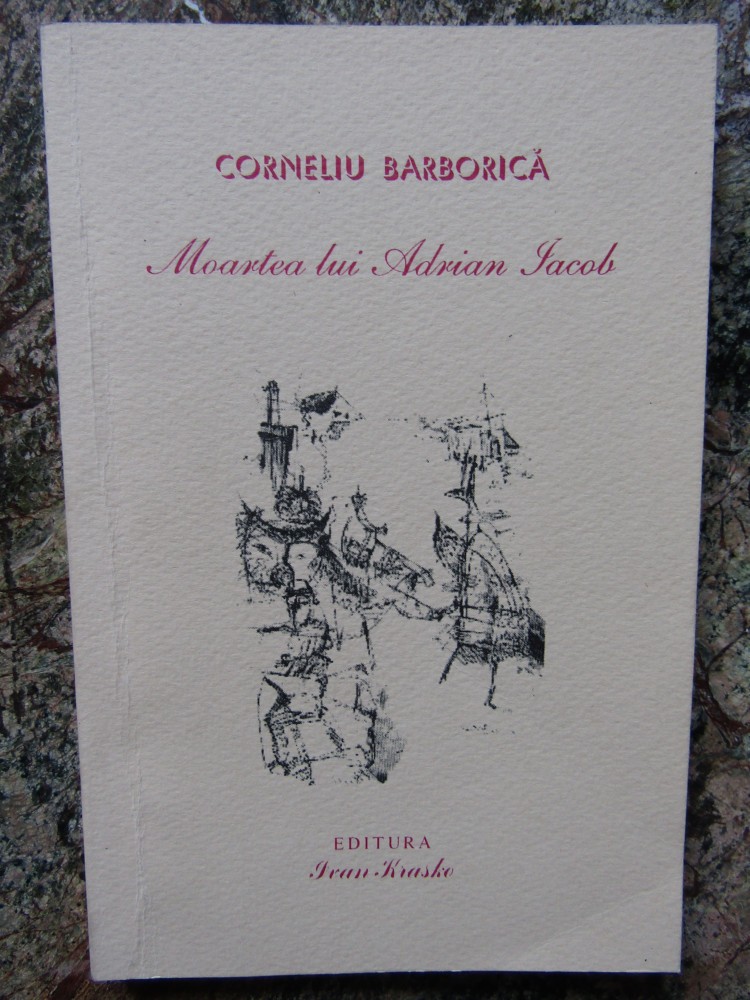 CORNELIU BARBORICĂ
Moartea lui Adrian Iacob
EDITURA
Ivan Krasko